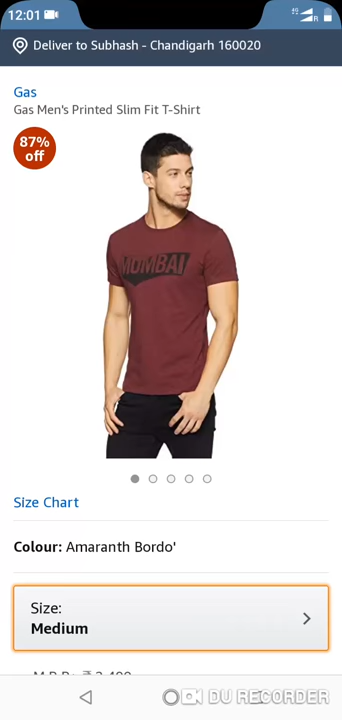 12:01
4G
R
Deliver to Subhash - Chandigarh 160020
Gas
Gas Men's Printed Slim Fit T-Shirt
87%
off
MUMBAI
Size Chart
Colour: Amaranth Bordo'
Size:
Medium
DU RECORDER